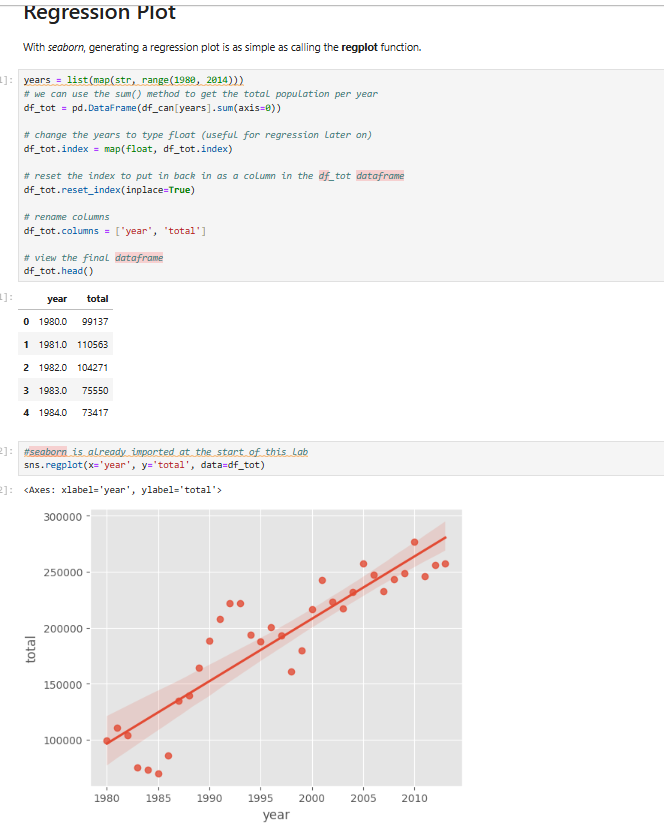 Regression Plot
With seaborn, generating a regression plot is as simple as calling the regplot function.
1]: years = list(map(str, range(1980, 2014)))
# we can use the sum() method to get the total population per year
df_tot = pd.DataFrame(df_can[years].sum(axis=0))
# change the years to type float (useful for regression later on)
df_tot.index = map(float, df_tot.index)
# reset the index to put in back in as a column in the df_tot dataframe
df_tot.reset_index(inplace=True)
# rename columns
df_tot.columns = ['year', 'total']
# view the final dataframe
df_tot.head()
1]: year total
0 1980.0 99137
1 1981.0 110563
2 1982.0 104271
3 1983.0 75550
4 1984.0 73417
2]: #seaborn is already imported at the start of this lab
sns.regplot(x='year', y='total', data=df_tot)
2]: <Axes: xlabel='year', ylabel='total'>
300000
250000
200000
150000
100000
total
1980 1985 1990 1995 2000 2005 2010
year